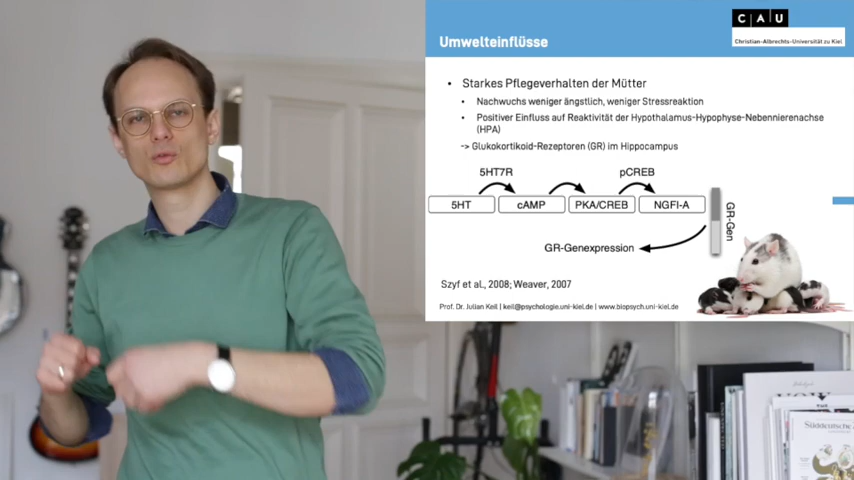 C A U
Christian-Albrechts-Universität zu Kiel
Umwelteinflüsse
• Starkes Pflegeverhalten der Mütter
• Nachwuchs weniger ängstlich, weniger Stressreaktion
• Positiver Einfluss auf Reaktivität der Hypothalamus-Hypophyse-Nebennierenachse
(HPA)
-> Glukokortikoid-Rezeptoren (GR) im Hippocampus
5HT7R
pCREB
5HT
cAMP
PKA/CREB
NGFI-A
GR-Gen
GR-Genexpression
Szyf et al., 2008; Weaver, 2007
Prof. Dr. Julian Keil | keil@psychologie.uni-kiel.de | www.biopsych.uni-kiel.de
Süddeutsche